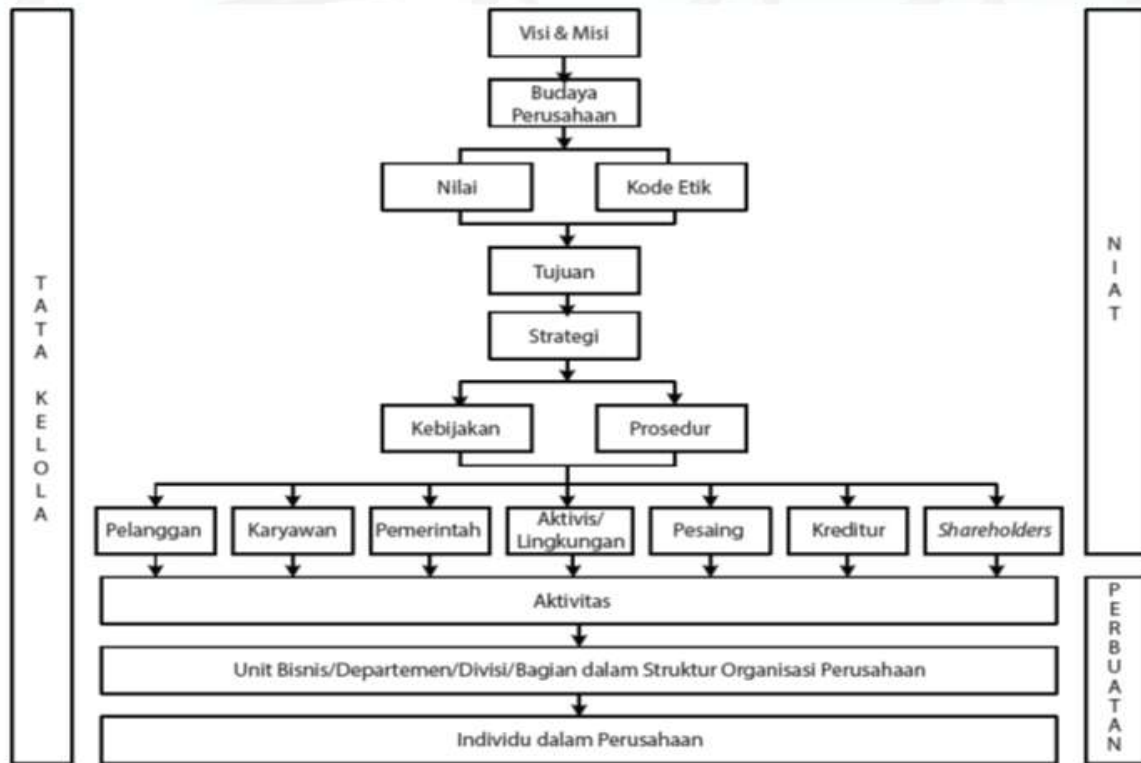 Visi & Misi
Budaya
Perusahaan
Nilai
Kode Etik
Tujuan
Strategi
Kebijakan
Prosedur
Pelanggan
Karyawan
Pemerintah
Aktivis/
Lingkungan
Pesaing
Kreditur
Shareholders
Aktivitas
Unit Bisnis/Departemen/Divisi/Bagian dalam Struktur Organisasi Perusahaan
Individu dalam Perusahaan
TATA KELOLA
NIAT
PERBUATAN